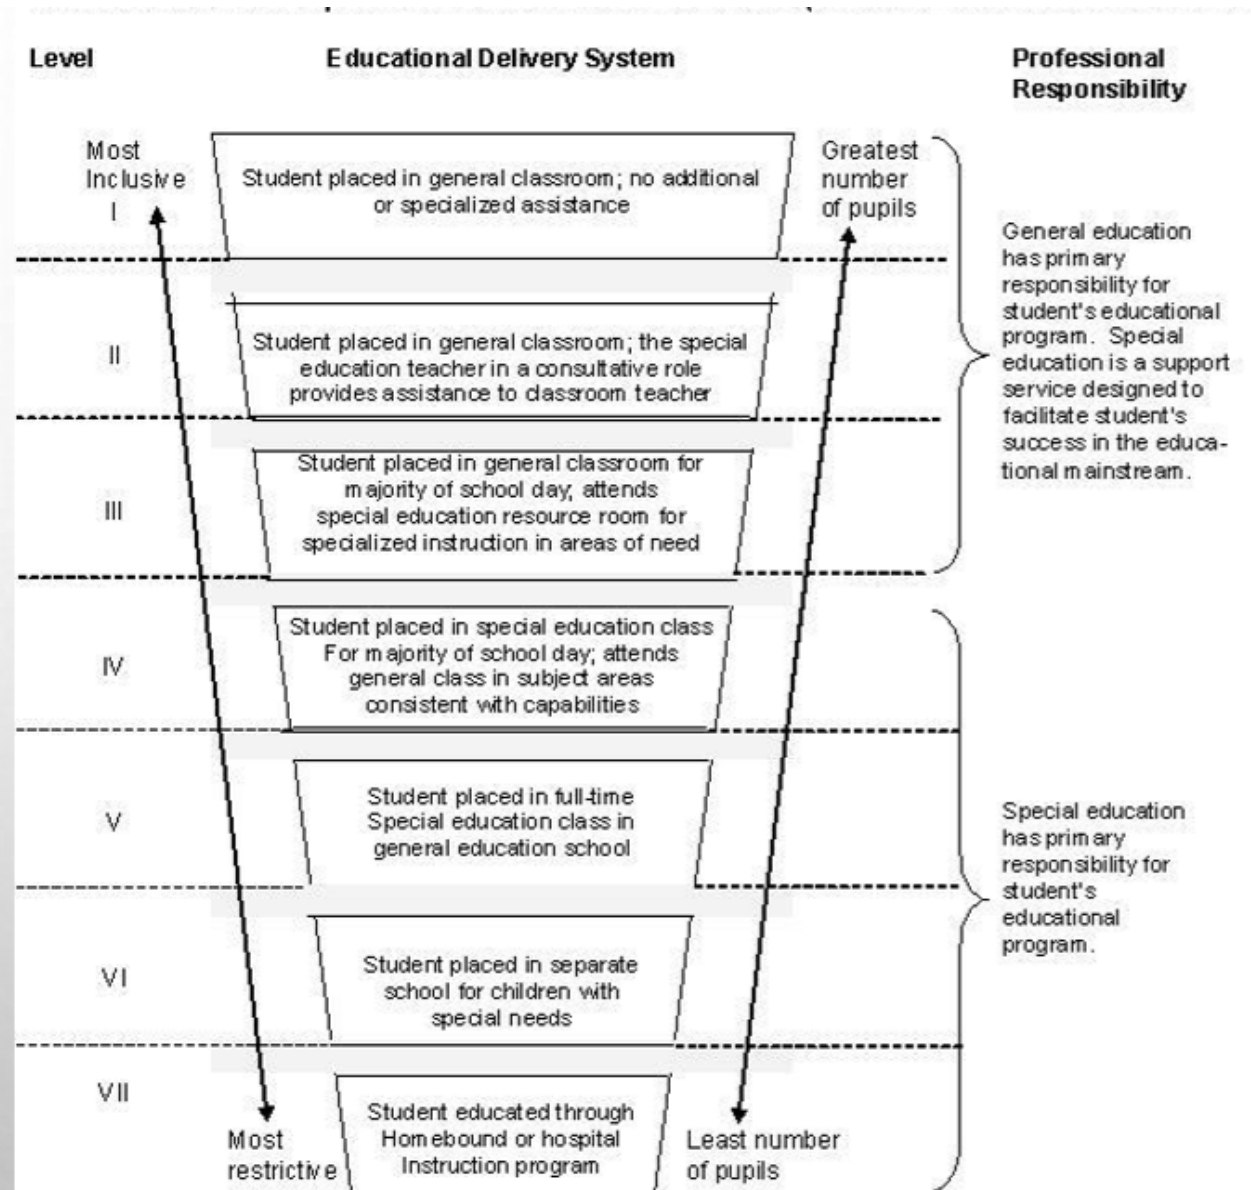 Level
Educational Delivery System
Professional
Responsibility
Most
Inclusive
I
Student placed in general classroom; no additional
or specialized assistance
Greatest
number
of pupils
General education
has primary
responsibility for
student's educational
program. Special
education is a support
service designed to
facilitate student's
success in the educa-
tional mainstream.
II
Student placed in general classroom; the special
education teacher in a consultative role
provides assistance to classroom teacher
III
Student placed in general classroom for
majority of school day; attends
special education resource room for
specialized instruction in areas of need
IV
Student placed in special education class
For majority of school day; attends
general class in subject areas
consistent with capabilities
V
Student placed in full-time
Special education class in
general education school
Special education
has primary
responsibility for
student's
educational
program.
VI
Student placed in separate
school for children with
special needs
VII
Student educated through
Homebound or hospital
Instruction program
Most
restrictive
Least number
of pupils